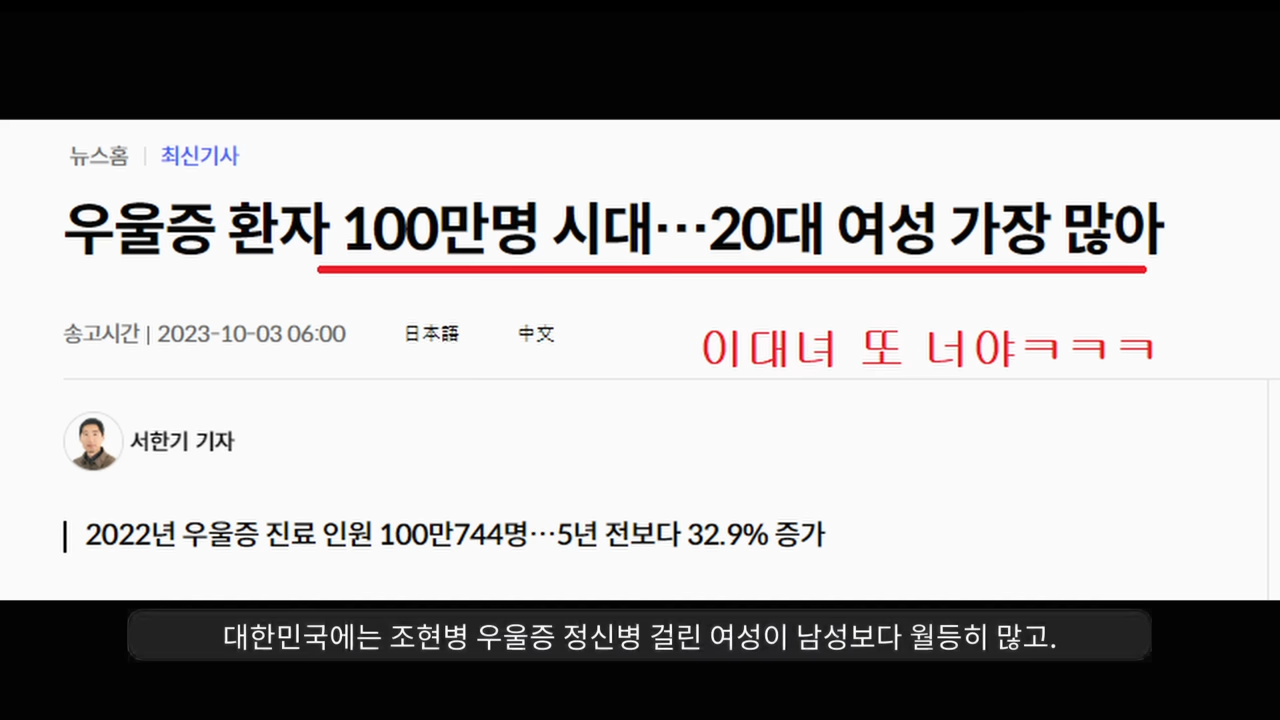 뉴스홈 | 최신기사
우울증 환자 100만명 시대…20대 여성 가장 많아
송고시간 | 2023-10-03 06:00 日本語 中文
이대녀 또 너야ㅋㅋㅋ
서한기 기자
2022년 우울증 진료 인원 100만744명…5년 전보다 32.9% 증가
대한민국에는 조현병 우울증 정신병 걸린 여성이 남성보다 월등히 많고.